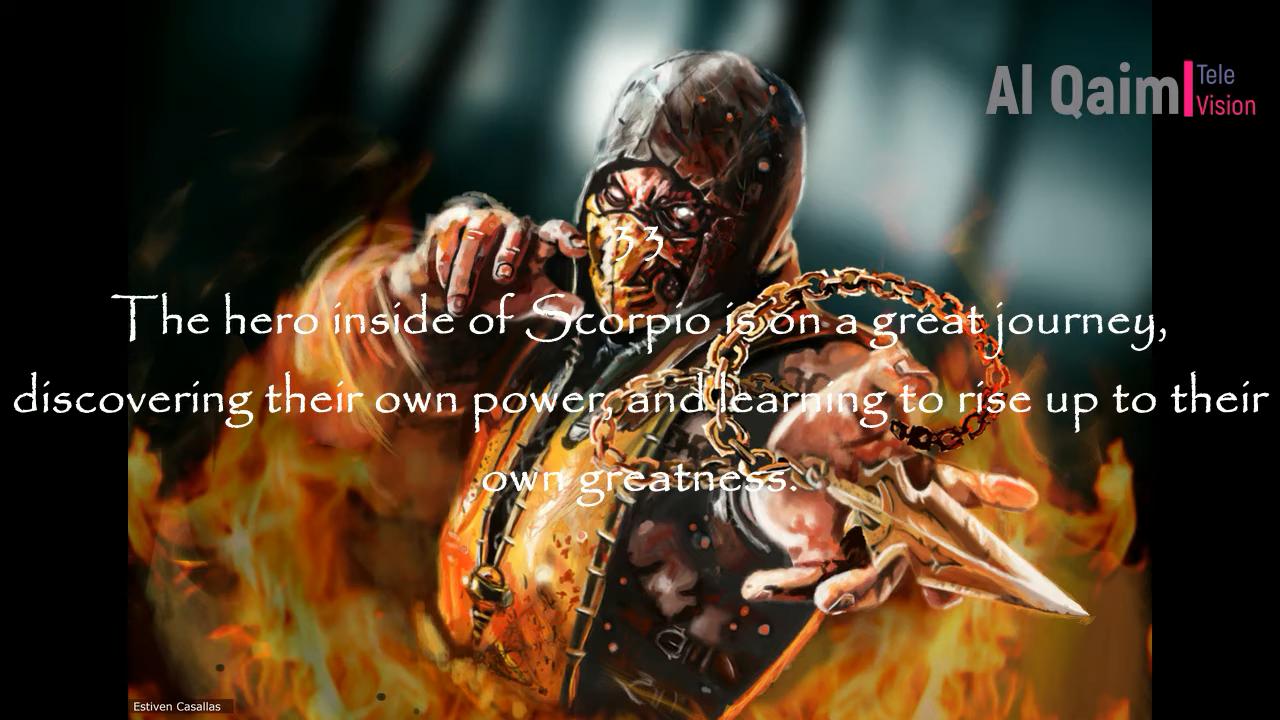 Al Qaim Tele Vision
33
The hero inside of Scorpio is on a great journey,
discovering their own power, and learning to rise up to their
own greatness.
Estiven Casallas